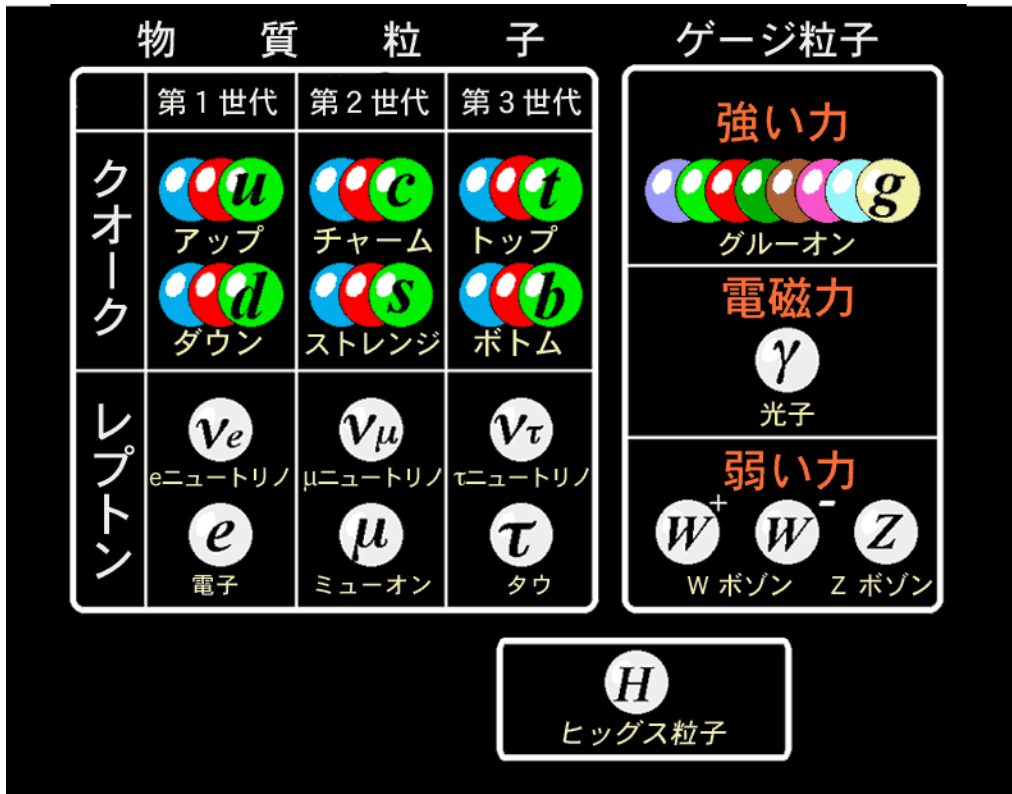 物質粒子
第1世代 第2世代 第3世代
クオーク
u c t
アップ チャーム トップ
d s b
ダウン ストレンジ ボトム
レプトン
νe νμ ντ
eニュートリノ μニュートリノ τニュートリノ
e μ τ
電子 ミューオン タウ
ゲージ粒子
強い力
g
グルーオン
電磁力
γ
光子
弱い力
W+ W- Z
W ボゾン Z ボゾン
H
ヒッグス粒子